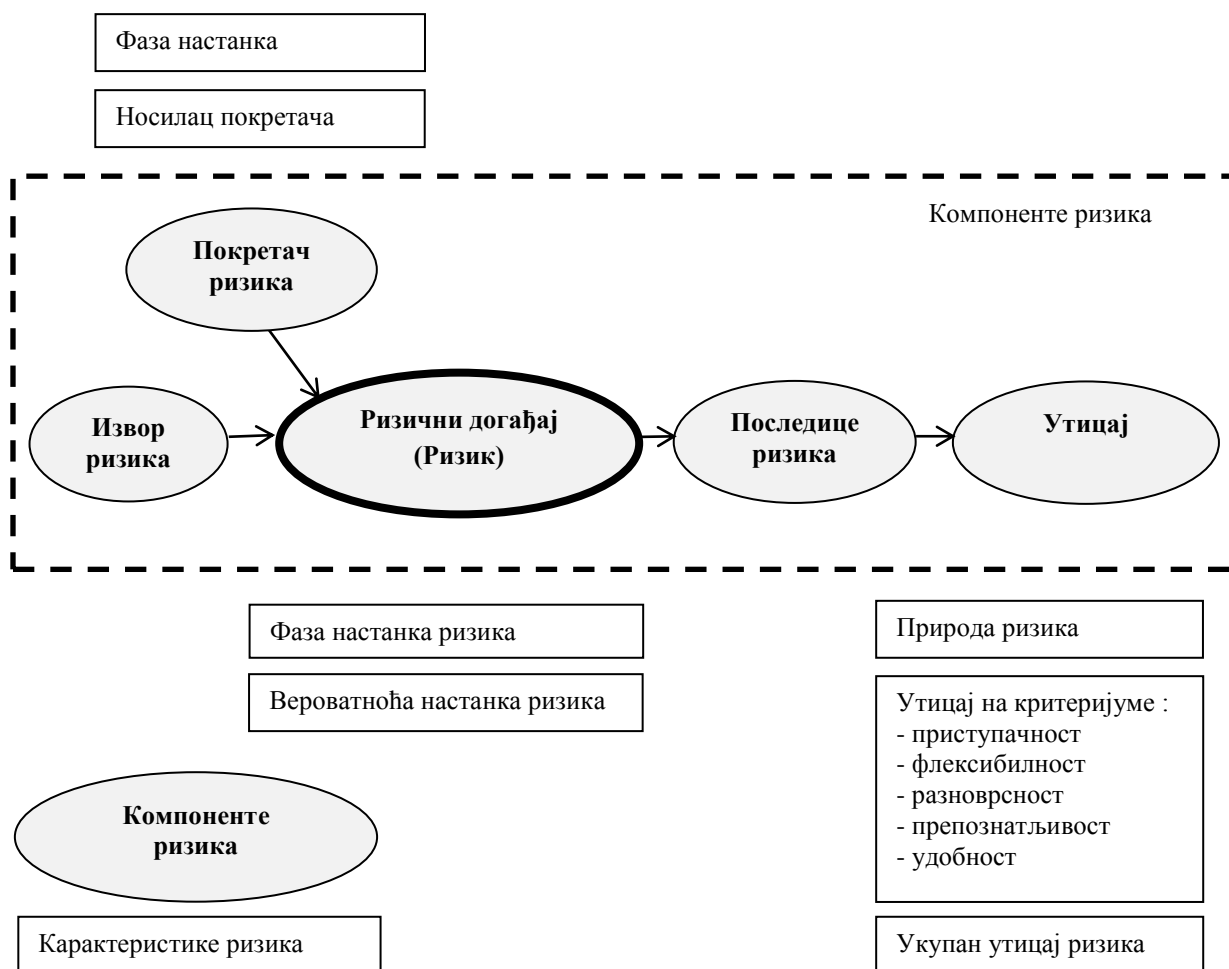 Фаза настанка
Носилац покретача
Компоненте ризика
Покретач
ризика
Извор
ризика
Ризични догађај
(Ризик)
Последице
ризика
Утицај
Фаза настанка ризика
Вероватноћа настанка ризика
Природа ризика
Утицај на критеријуме :
- приступачност
- флексибилност
- разноврсност
- препознатљивост
- удобност
Компоненте
ризика
Карактеристике ризика
Укупан утицај ризика